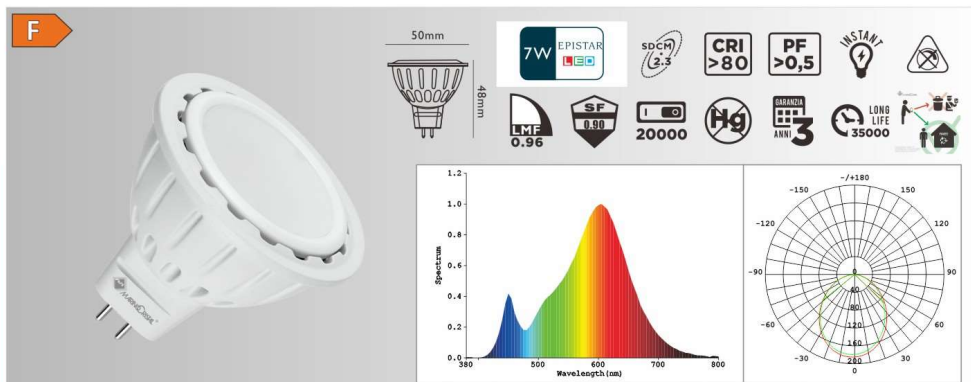 F
50mm
48mm
7W EPISTAR
LED
SDCM
2.3
CRI
>80
PF
>0,5
INSTANT
LMF
0.96
SF
0.90
20000
Hg
GARANZIA
ANNI 3
LONG
LIFE
35000
MARINO CRISTAL
Spectrum
1.2
1.0
0.8
0.6
0.4
0.2
0.0
380 500 600 700 800
Wavelength(nm)
-/+180
-150 150
-120 120
-90 0 90
40
80
-60 60
120
160
-30 200 30
0